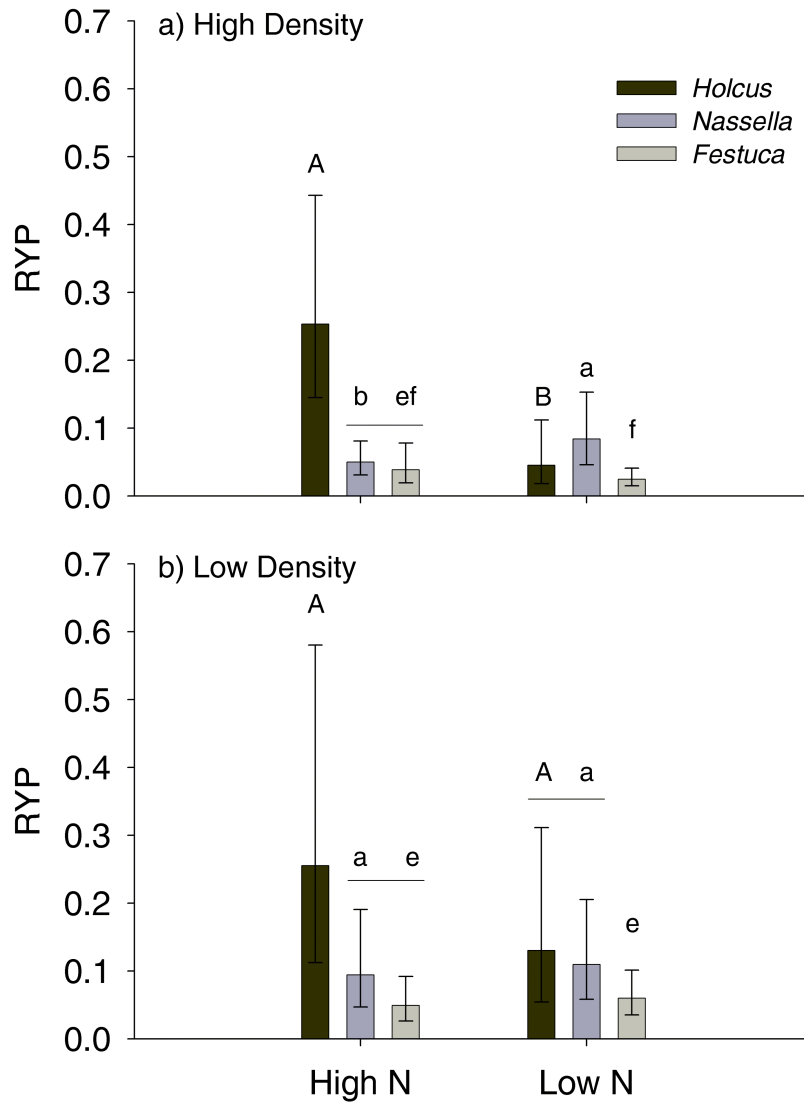 0.7
a) High Density
0.6
Holcus
Nassella
0.5
Festuca
A
0.4
RYP
0.3
0.2
b
ef
B
a
f
0.1
0.0
0.7
b) Low Density
A
0.6
0.5
0.4
A
a
RYP
0.3
a
e
0.2
e
0.1
0.0
High N
Low N